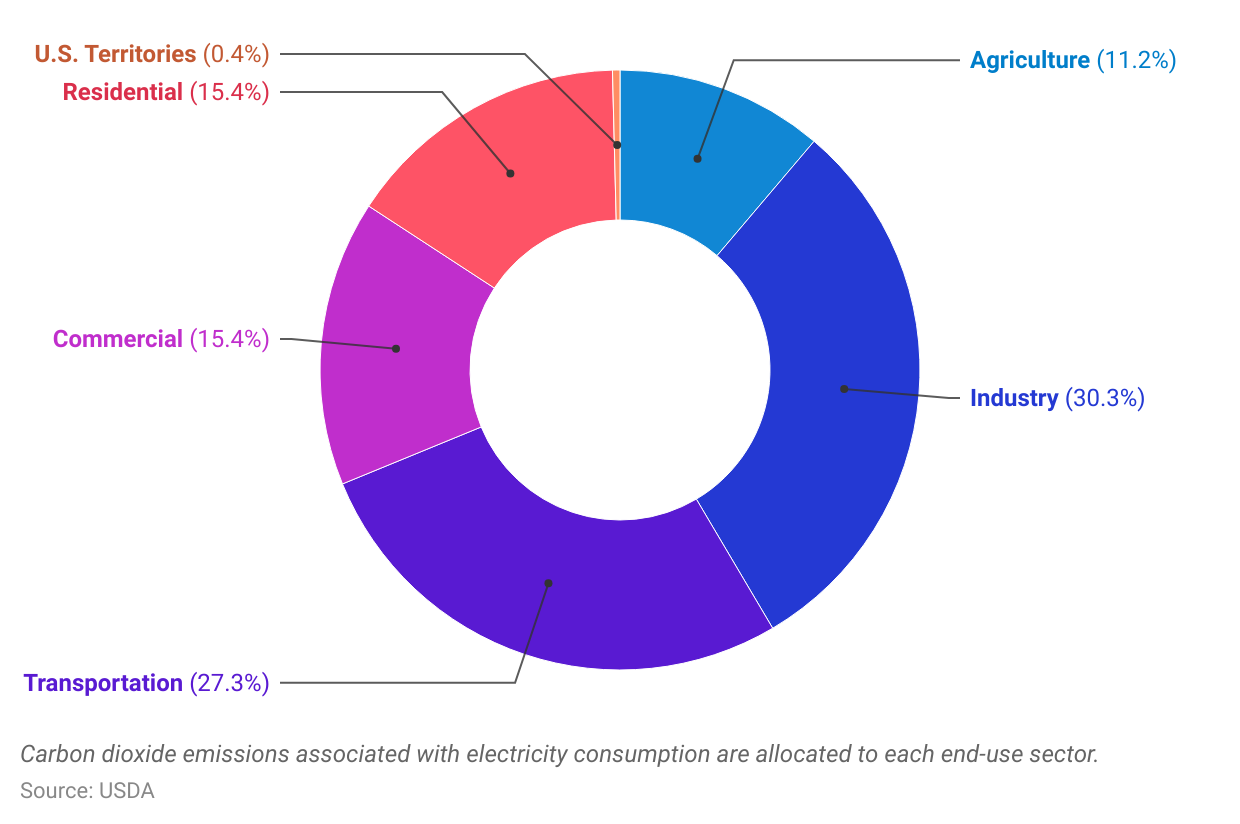 U.S. Territories (0.4%)
Agriculture (11.2%)
Residential (15.4%)
Commercial (15.4%)
Industry (30.3%)
Transportation (27.3%)
Carbon dioxide emissions associated with electricity consumption are allocated to each end-use sector.
Source: USDA